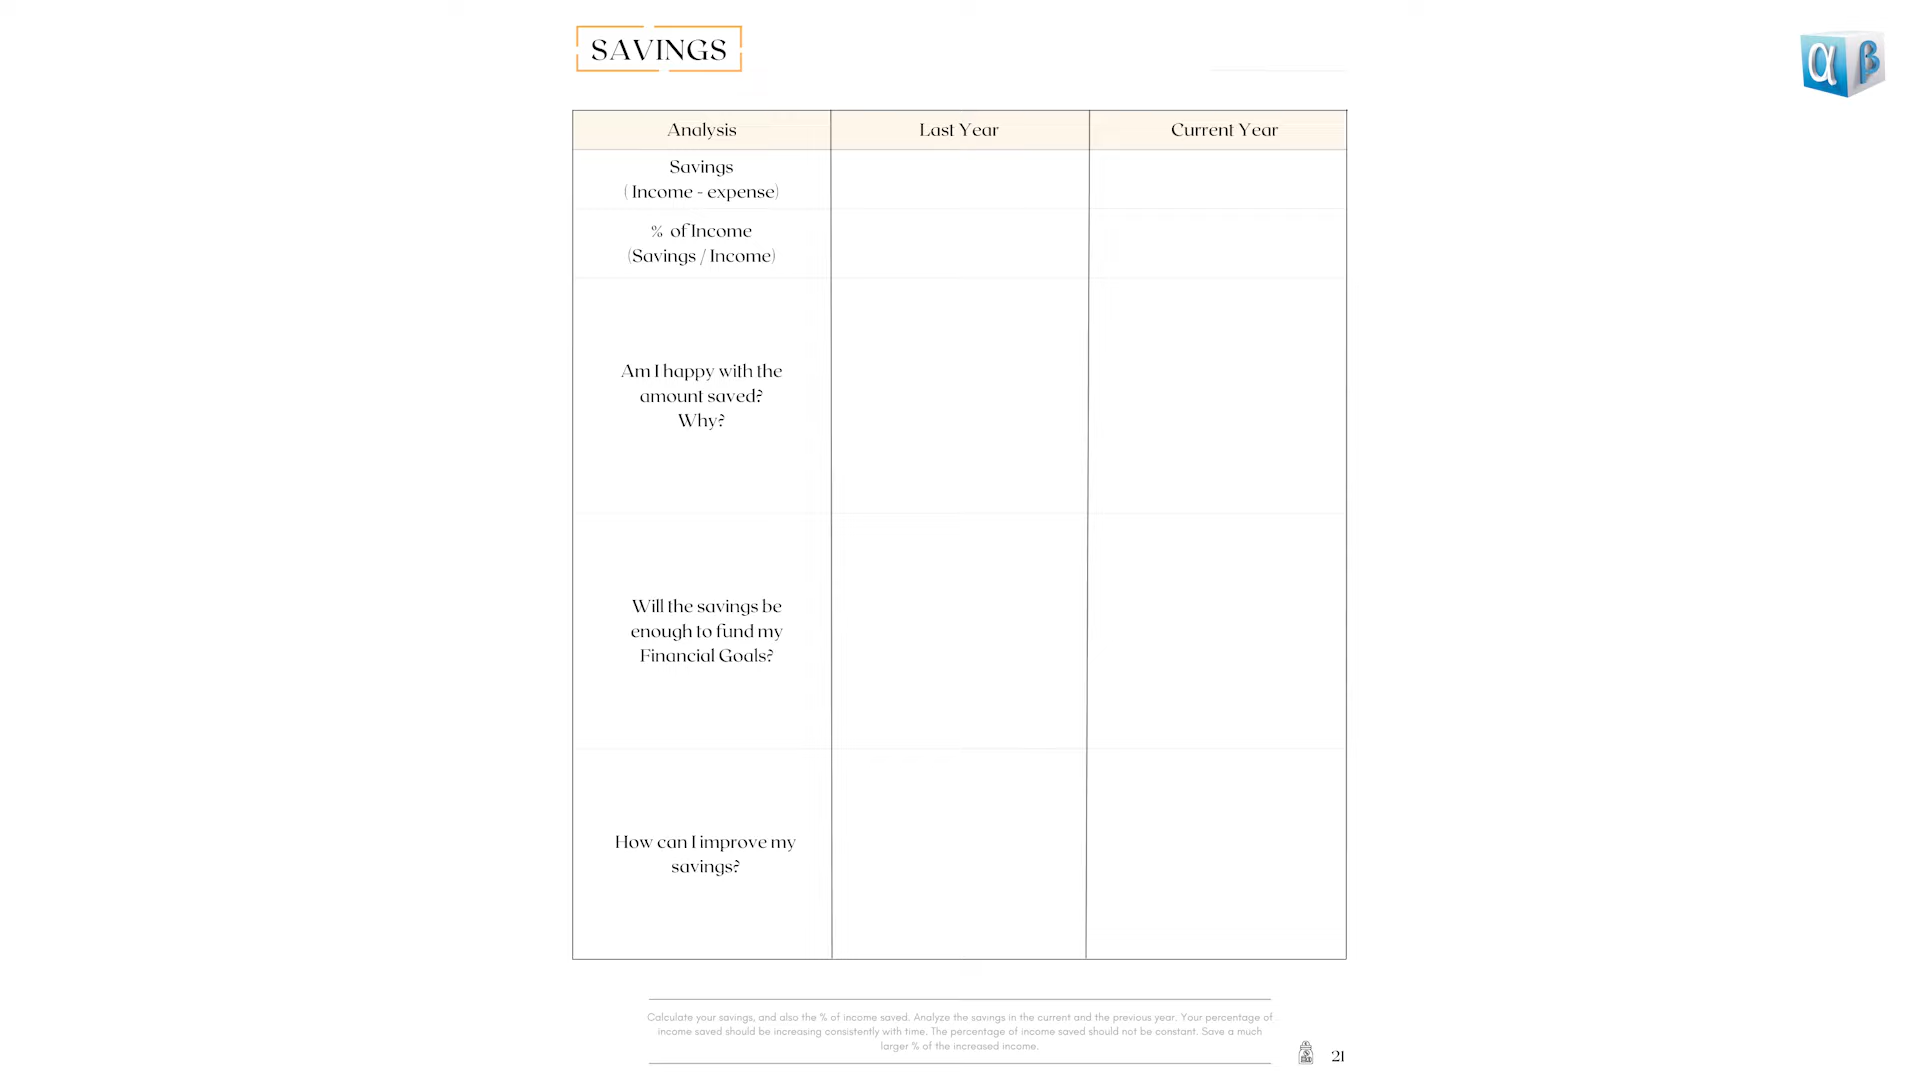 SAVINGS
α β
Analysis
Last Year
Current Year
Savings
( Income - expense)
% of Income
(Savings / Income)
Am I happy with the
amount saved?
Why?
Will the savings be
enough to fund my
Financial Goals?
How can I improve my
savings?
Calculate your savings, and also the % of income saved. Analyze the savings in the current and the previous year. Your percentage of
income saved should be increasing consistently with time. The percentage of income saved should not be constant. Save a much
larger % of the increased income.
21